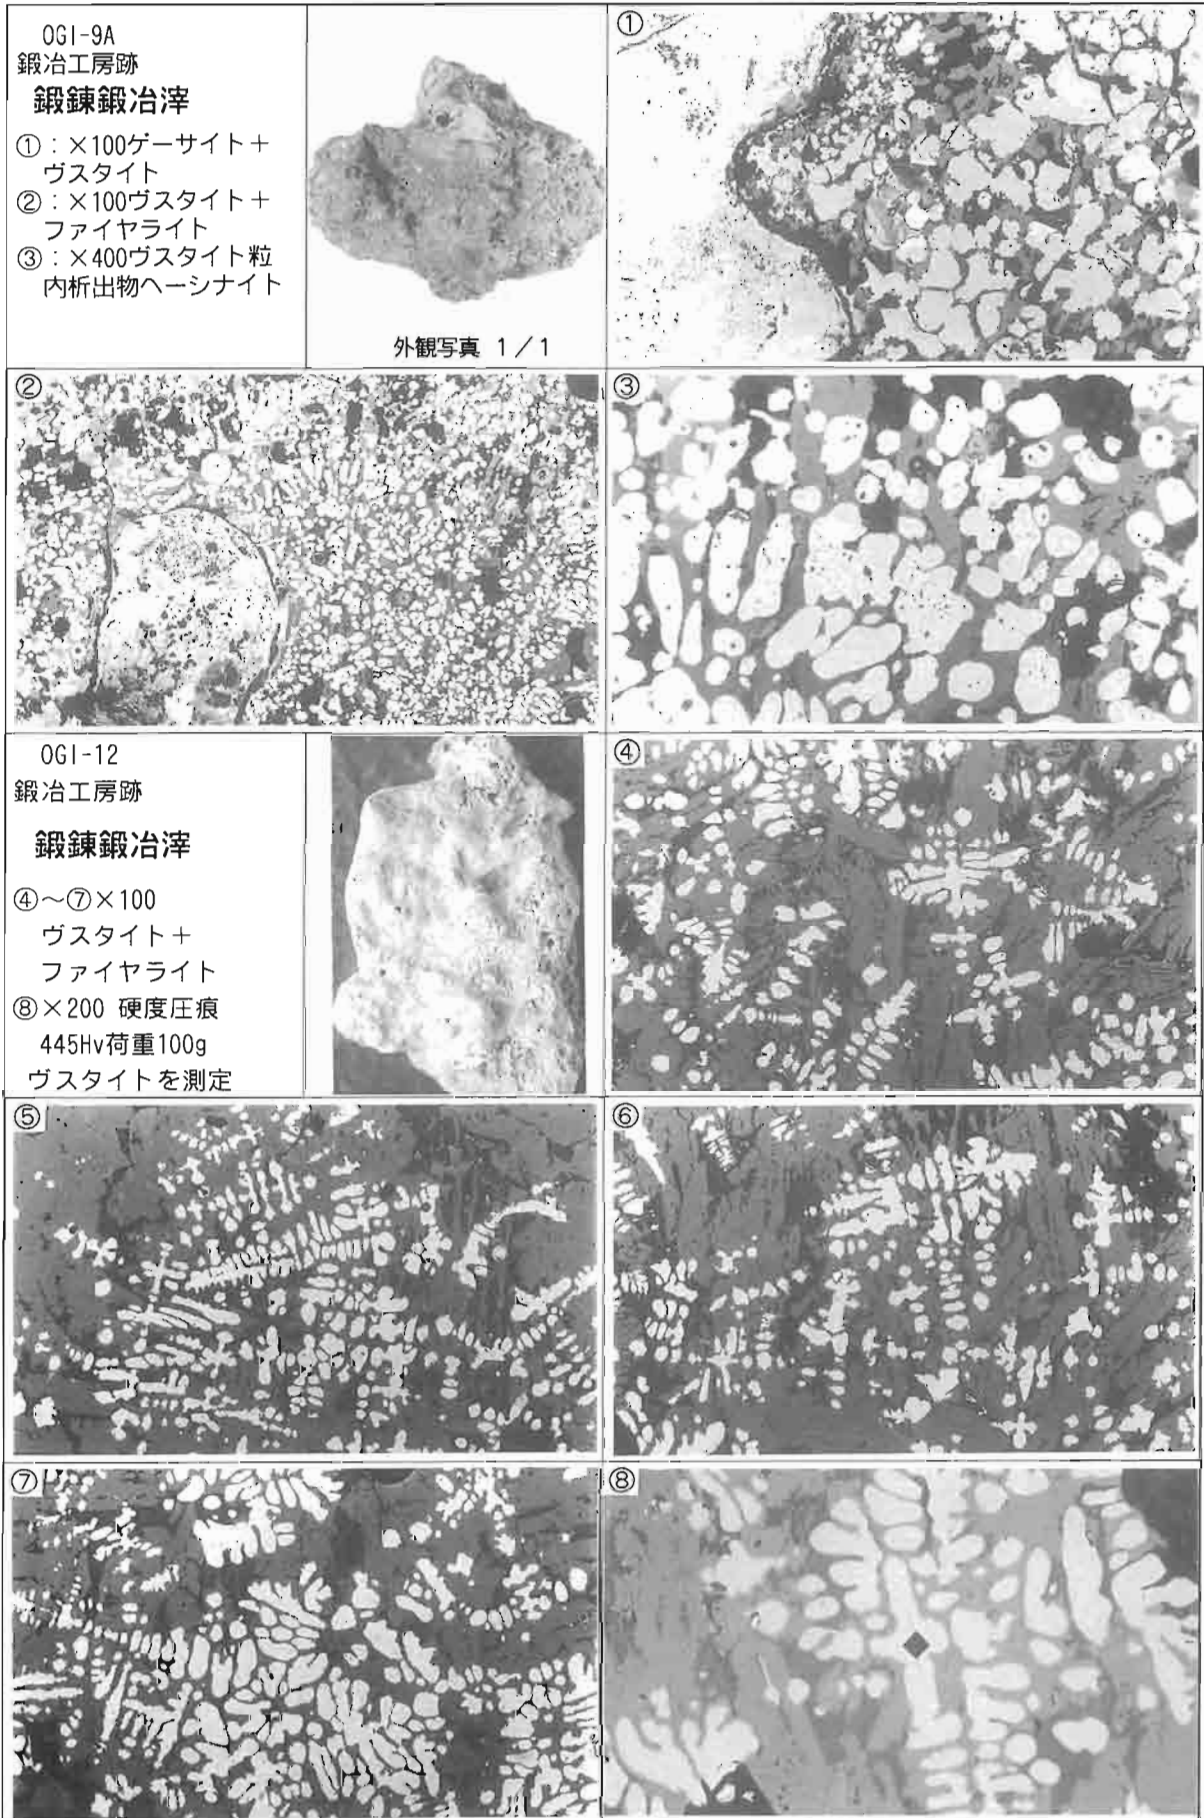 OGI-9A
鍛冶工房跡
鍛錬鍛冶滓
①：×100ゲーサイト＋
ヴスタイト
②：×100ヴスタイト＋
ファイヤライト
③：×400ヴスタイト粒
内析出物ヘーシナイト
外観写真 1／1
①
②
③
OGI-12
鍛冶工房跡
鍛錬鍛冶滓
④～⑦×100
ヴスタイト＋
ファイヤライト
⑧×200 硬度圧痕
445Hv荷重100g
ヴスタイトを測定
④
⑤
⑥
⑦
⑧